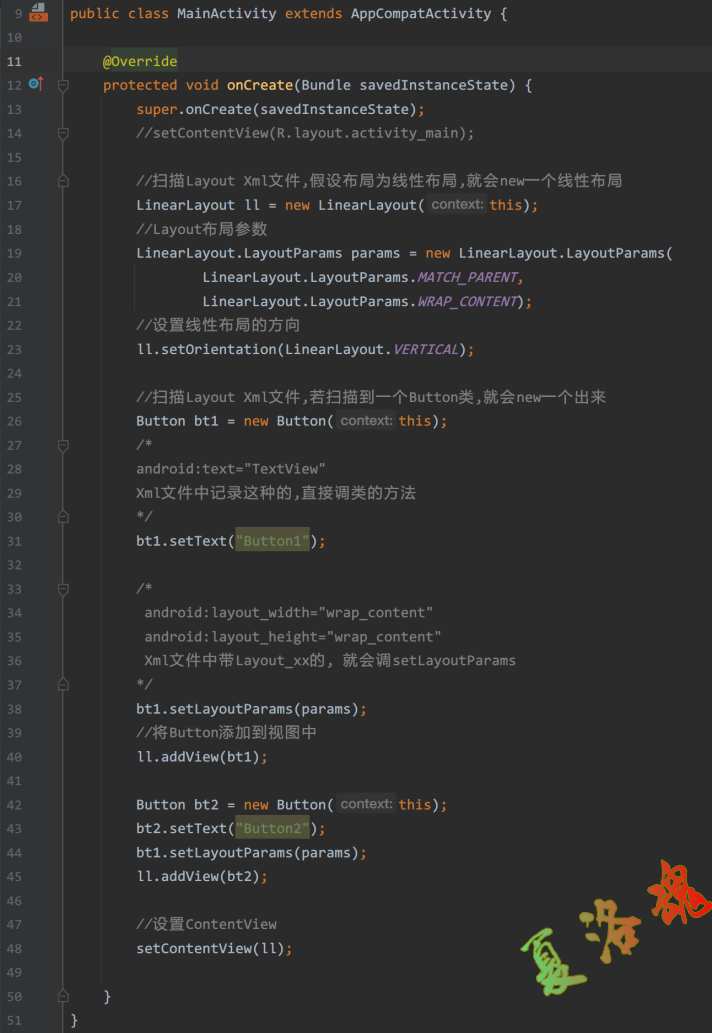 9 public class MainActivity extends AppCompatActivity {
10
11 @Override
12 protected void onCreate(Bundle savedInstanceState) {
13 super.onCreate(savedInstanceState);
14 //setContentView(R.layout.activity_main);
15
16 //扫描Layout Xml文件,假设布局为线性布局,就会new一个线性布局
17 LinearLayout ll = new LinearLayout( context: this);
18 //Layout布局参数
19 LinearLayout.LayoutParams params = new LinearLayout.LayoutParams(
20 LinearLayout.LayoutParams.MATCH_PARENT,
21 LinearLayout.LayoutParams.WRAP_CONTENT);
22 //设置线性布局的方向
23 ll.setOrientation(LinearLayout.VERTICAL);
24
25 //扫描Layout Xml文件,若扫描到一个Button类,就会new一个出来
26 Button bt1 = new Button( context: this);
27 /*
28 android:text="TextView"
29 Xml文件中记录这种的,直接调类的方法
30 */
31 bt1.setText("Button1");
32
33 /*
34 android:layout_width="wrap_content"
35 android:layout_height="wrap_content"
36 Xml文件中带Layout_xx的, 就会调setLayoutParams
37 */
38 bt1.setLayoutParams(params);
39 //将Button添加到视图中
40 ll.addView(bt1);
41
42 Button bt2 = new Button( context: this);
43 bt2.setText("Button2");
44 bt1.setLayoutParams(params);
45 ll.addView(bt2);
46
47 //设置ContentView
48 setContentView(ll);
49
50 }
51 }
夏洛魂